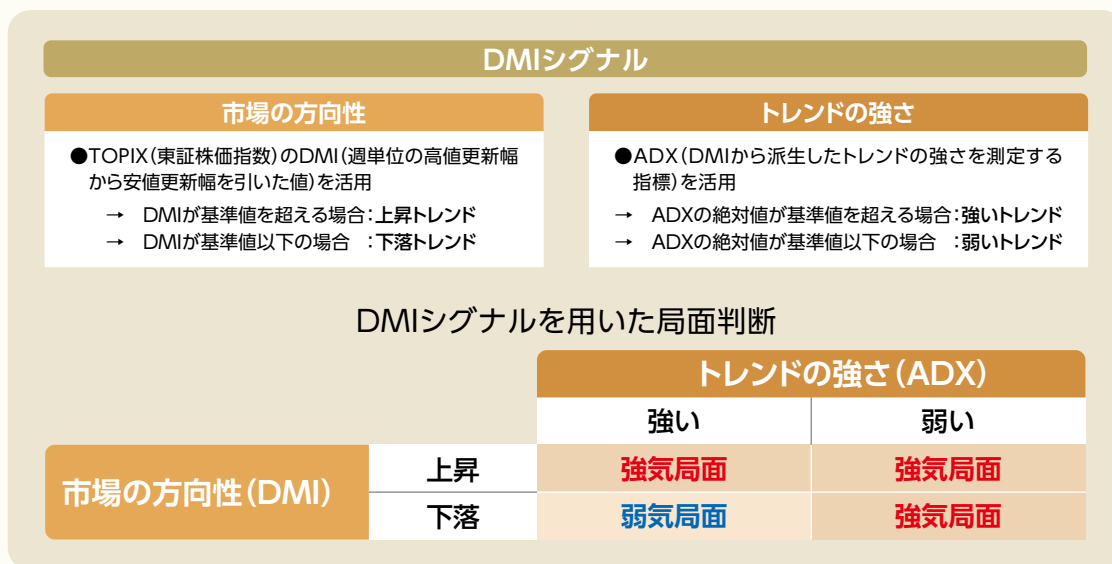 DMIシグナル
市場の方向性
●TOPIX(東証株価指数)のDMI(週単位の高値更新幅
から安値更新幅を引いた値)を活用
→ DMIが基準値を超える場合:上昇トレンド
→ DMIが基準値以下の場合 :下落トレンド
トレンドの強さ
●ADX(DMIから派生したトレンドの強さを測定する
指標)を活用
→ ADXの絶対値が基準値を超える場合:強いトレンド
→ ADXの絶対値が基準値以下の場合 :弱いトレンド
DMIシグナルを用いた局面判断
トレンドの強さ(ADX)
強い 弱い
市場の方向性(DMI)
上昇 強気局面 強気局面
下落 弱気局面 強気局面